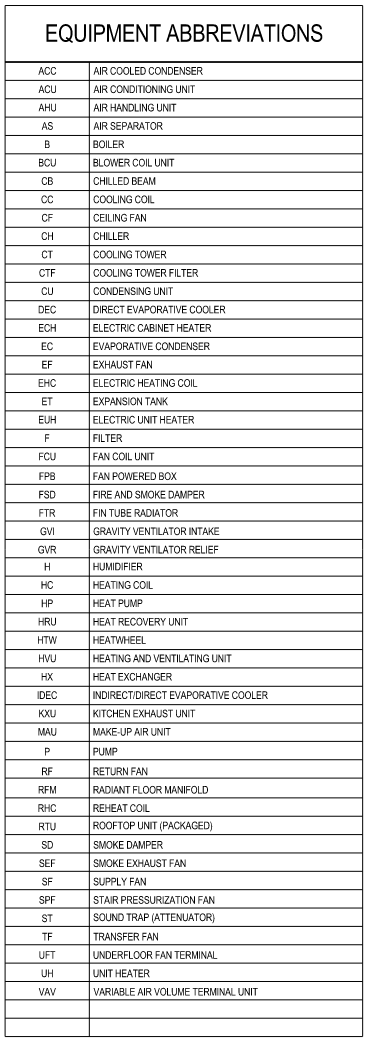 EQUIPMENT ABBREVIATIONS
ACC AIR COOLED CONDENSER
ACU AIR CONDITIONING UNIT
AHU AIR HANDLING UNIT
AS AIR SEPARATOR
B BOILER
BCU BLOWER COIL UNIT
CB CHILLED BEAM
CC COOLING COIL
CF CEILING FAN
CH CHILLER
CT COOLING TOWER
CTF COOLING TOWER FILTER
CU CONDENSING UNIT
DEC DIRECT EVAPORATIVE COOLER
ECH ELECTRIC CABINET HEATER
EC EVAPORATIVE CONDENSER
EF EXHAUST FAN
EHC ELECTRIC HEATING COIL
ET EXPANSION TANK
EUH ELECTRIC UNIT HEATER
F FILTER
FCU FAN COIL UNIT
FPB FAN POWERED BOX
FSD FIRE AND SMOKE DAMPER
FTR FIN TUBE RADIATOR
GVI GRAVITY VENTILATOR INTAKE
GVR GRAVITY VENTILATOR RELIEF
H HUMIDIFIER
HC HEATING COIL
HP HEAT PUMP
HRU HEAT RECOVERY UNIT
HTW HEATWHEEL
HVU HEATING AND VENTILATING UNIT
HX HEAT EXCHANGER
IDEC INDIRECT/DIRECT EVAPORATIVE COOLER
KXU KITCHEN EXHAUST UNIT
MAU MAKE-UP AIR UNIT
P PUMP
RF RETURN FAN
RFM RADIANT FLOOR MANIFOLD
RHC REHEAT COIL
RTU ROOFTOP UNIT (PACKAGED)
SD SMOKE DAMPER
SEF SMOKE EXHAUST FAN
SF SUPPLY FAN
SPF STAIR PRESSURIZATION FAN
ST SOUND TRAP (ATTENUATOR)
TF TRANSFER FAN
UFT UNDERFLOOR FAN TERMINAL
UH UNIT HEATER
VAV VARIABLE AIR VOLUME TERMINAL UNIT